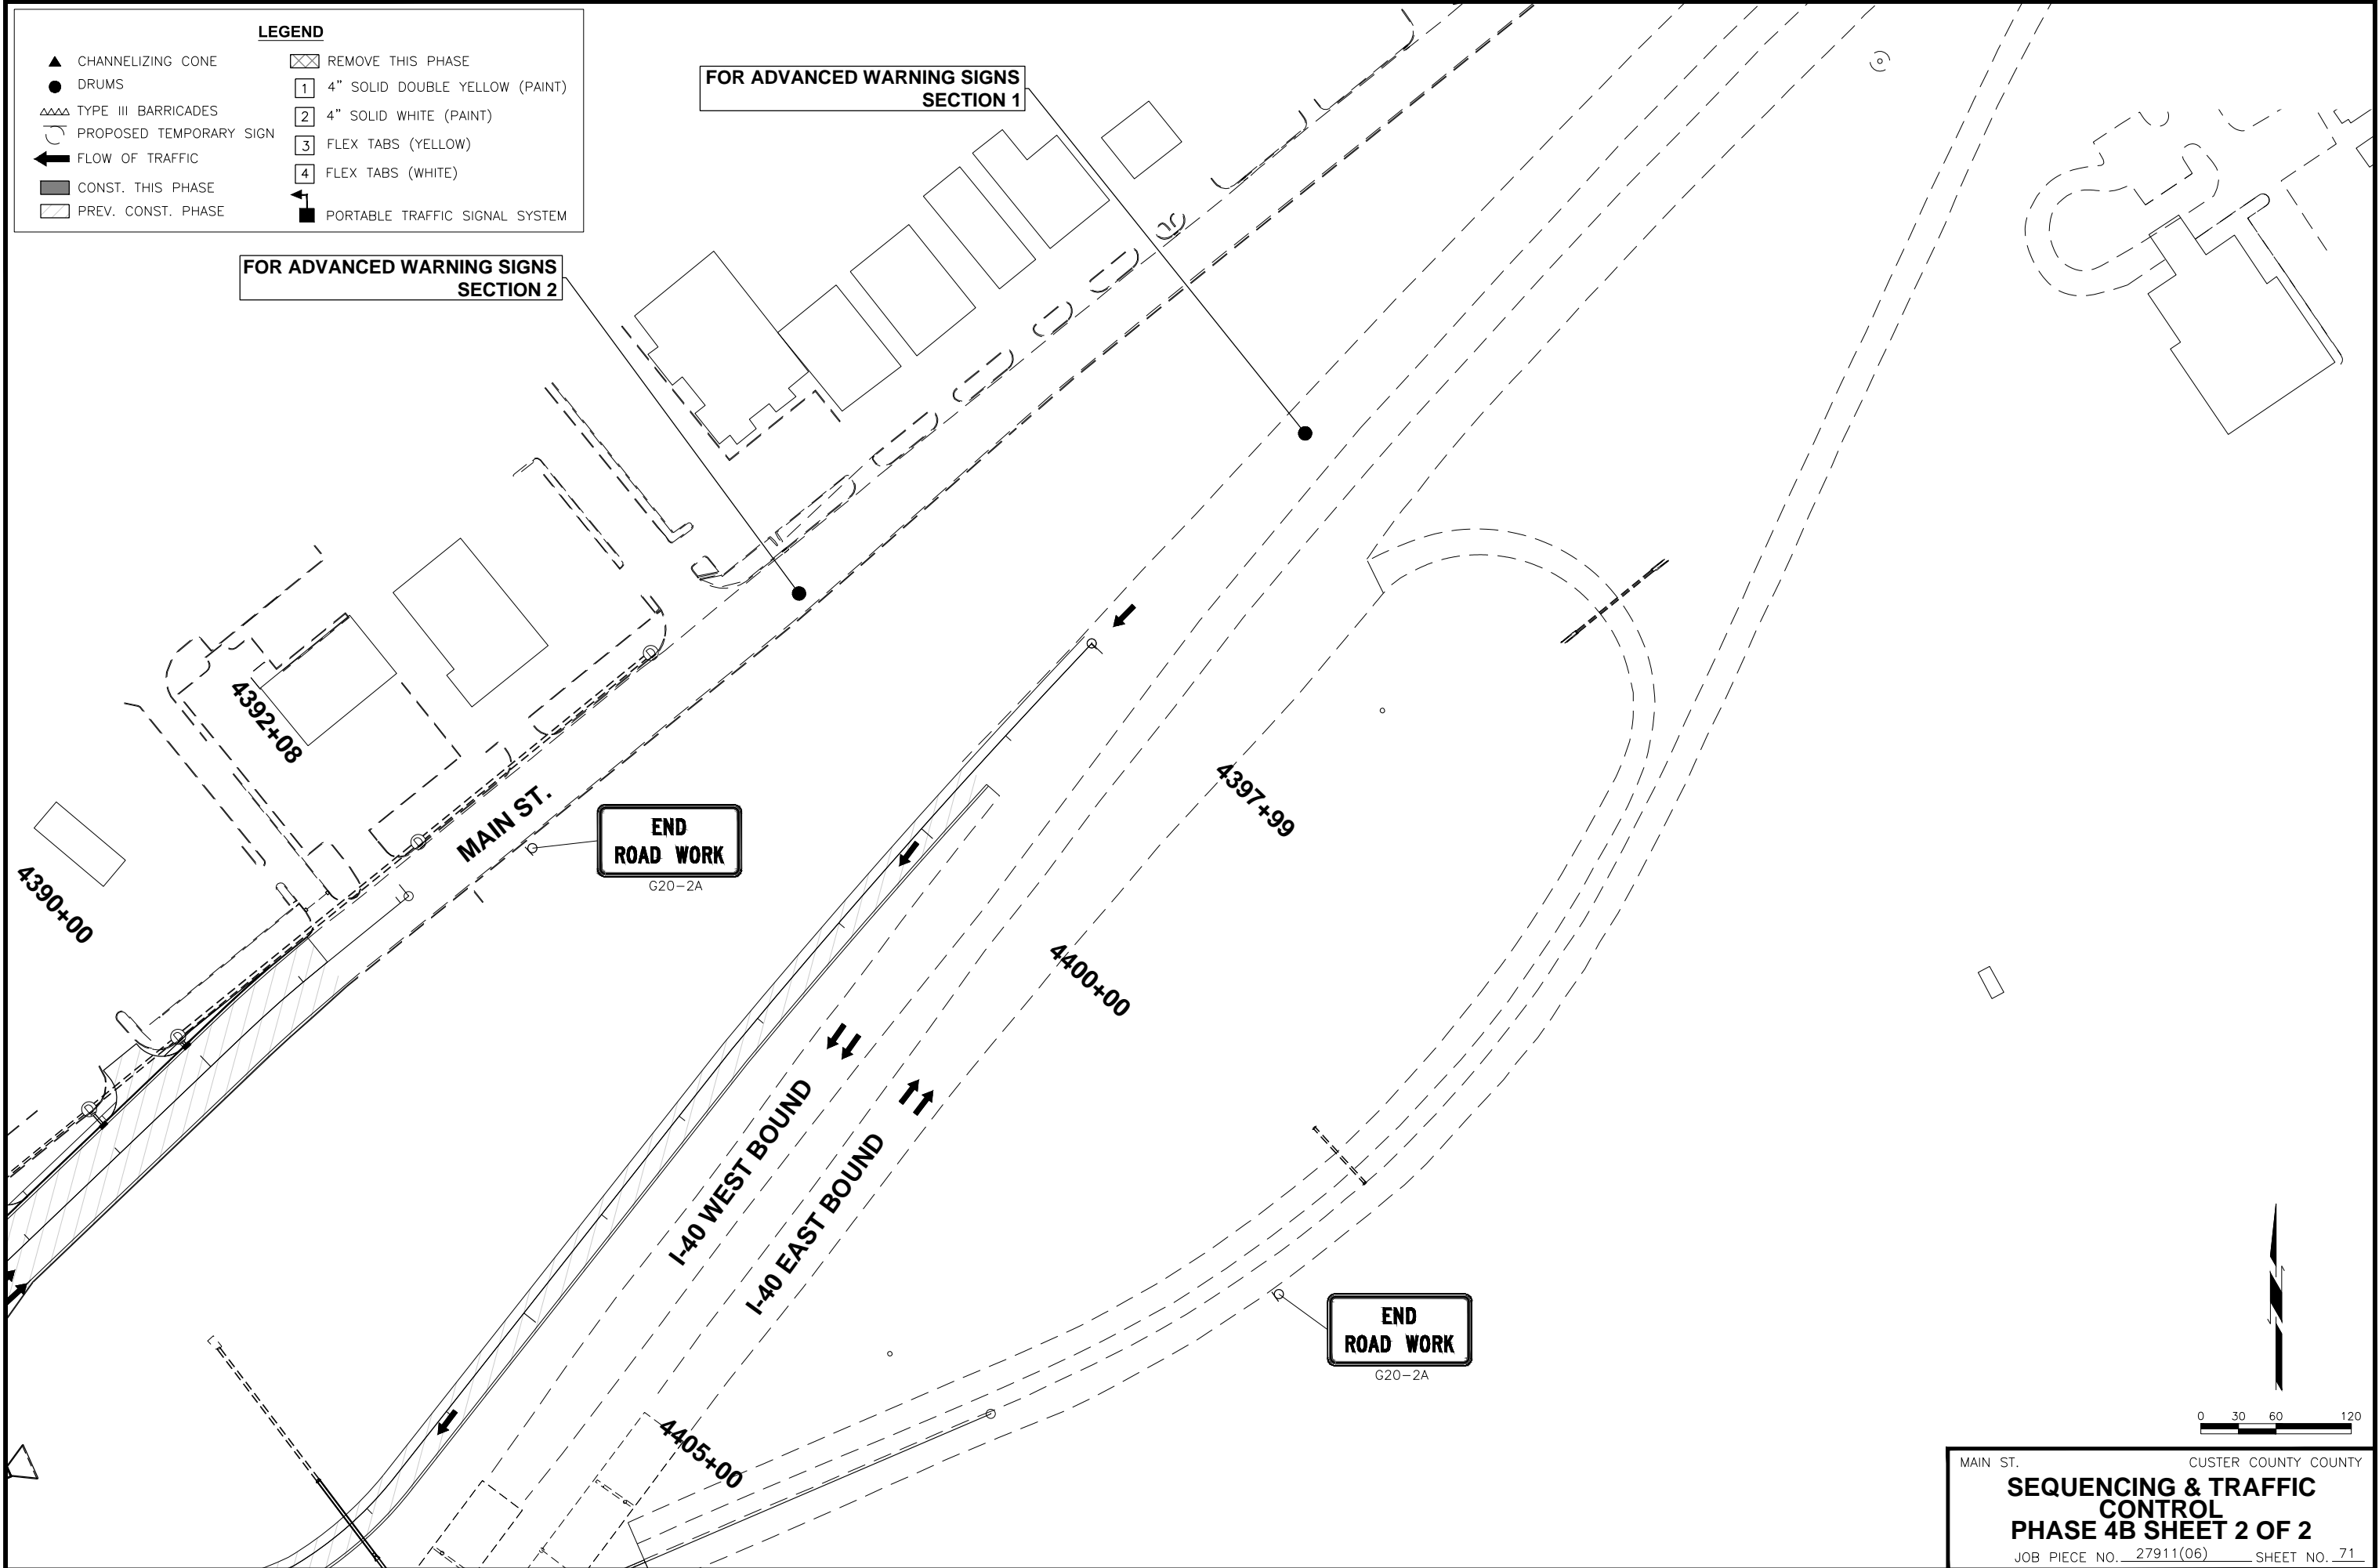 LEGEND
CHANNELIZING CONE
DRUMS
TYPE III BARRICADES
PROPOSED TEMPORARY SIGN
FLOW OF TRAFFIC
CONST. THIS PHASE
PREV. CONST. PHASE
REMOVE THIS PHASE
1 4" SOLID DOUBLE YELLOW (PAINT)
2 4" SOLID WHITE (PAINT)
3 FLEX TABS (YELLOW)
4 FLEX TABS (WHITE)
PORTABLE TRAFFIC SIGNAL SYSTEM
FOR ADVANCED WARNING SIGNS
SECTION 1
FOR ADVANCED WARNING SIGNS
SECTION 2
4392+08
4390+00
MAIN ST.
END
ROAD WORK
G20-2A
4397+99
4400+00
I-40 WEST BOUND
I-40 EAST BOUND
4405+00
END
ROAD WORK
G20-2A
0 30 60 120
MAIN ST. CUSTER COUNTY COUNTY
SEQUENCING & TRAFFIC
CONTROL
PHASE 4B SHEET 2 OF 2
JOB PIECE NO. 27911(06) SHEET NO. 71